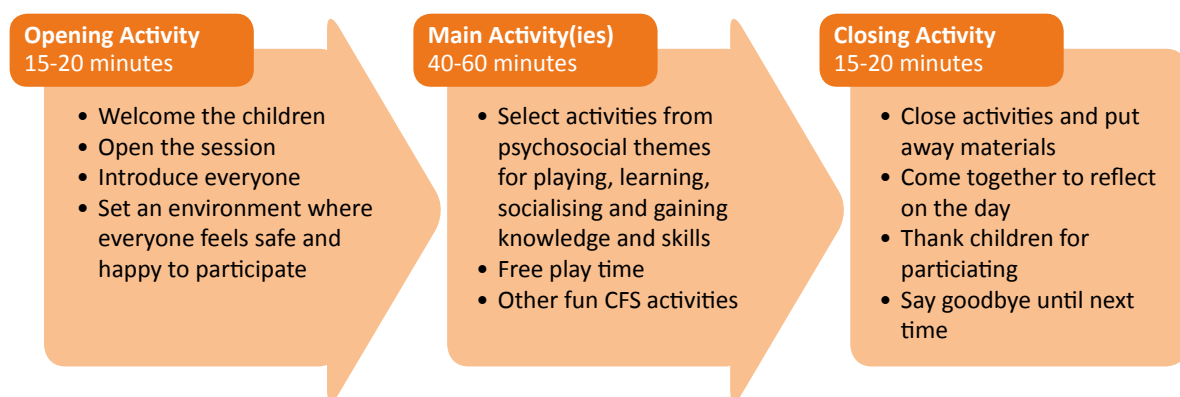 Opening Activity
15-20 minutes
• Welcome the children
• Open the session
• Introduce everyone
• Set an environment where
everyone feels safe and
happy to participate
Main Activity(ies)
40-60 minutes
• Select activities from
psychosocial themes
for playing, learning,
socialising and gaining
knowledge and skills
• Free play time
• Other fun CFS activities
Closing Activity
15-20 minutes
• Close activities and put
away materials
• Come together to reflect
on the day
• Thank children for
particiating
• Say goodbye until next
time